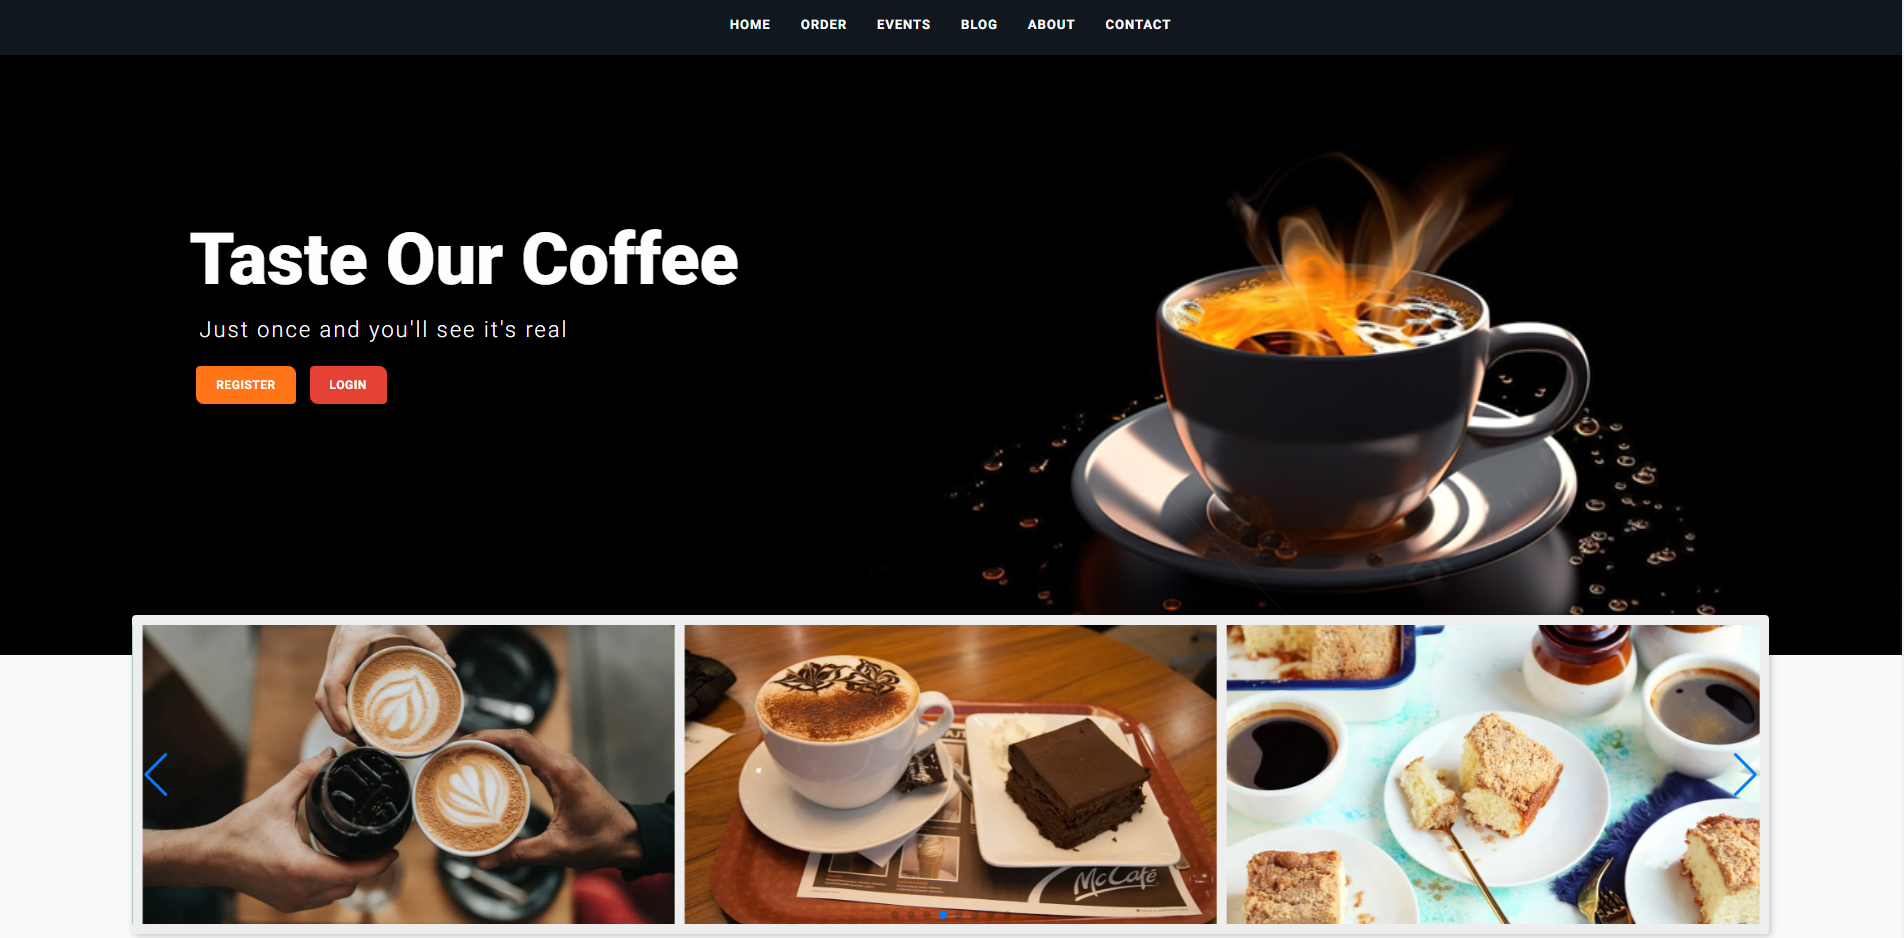 HOME ORDER EVENTS BLOG ABOUT CONTACT
Taste Our Coffee
Just once and you'll see it's real
REGISTER LOGIN
McCafé